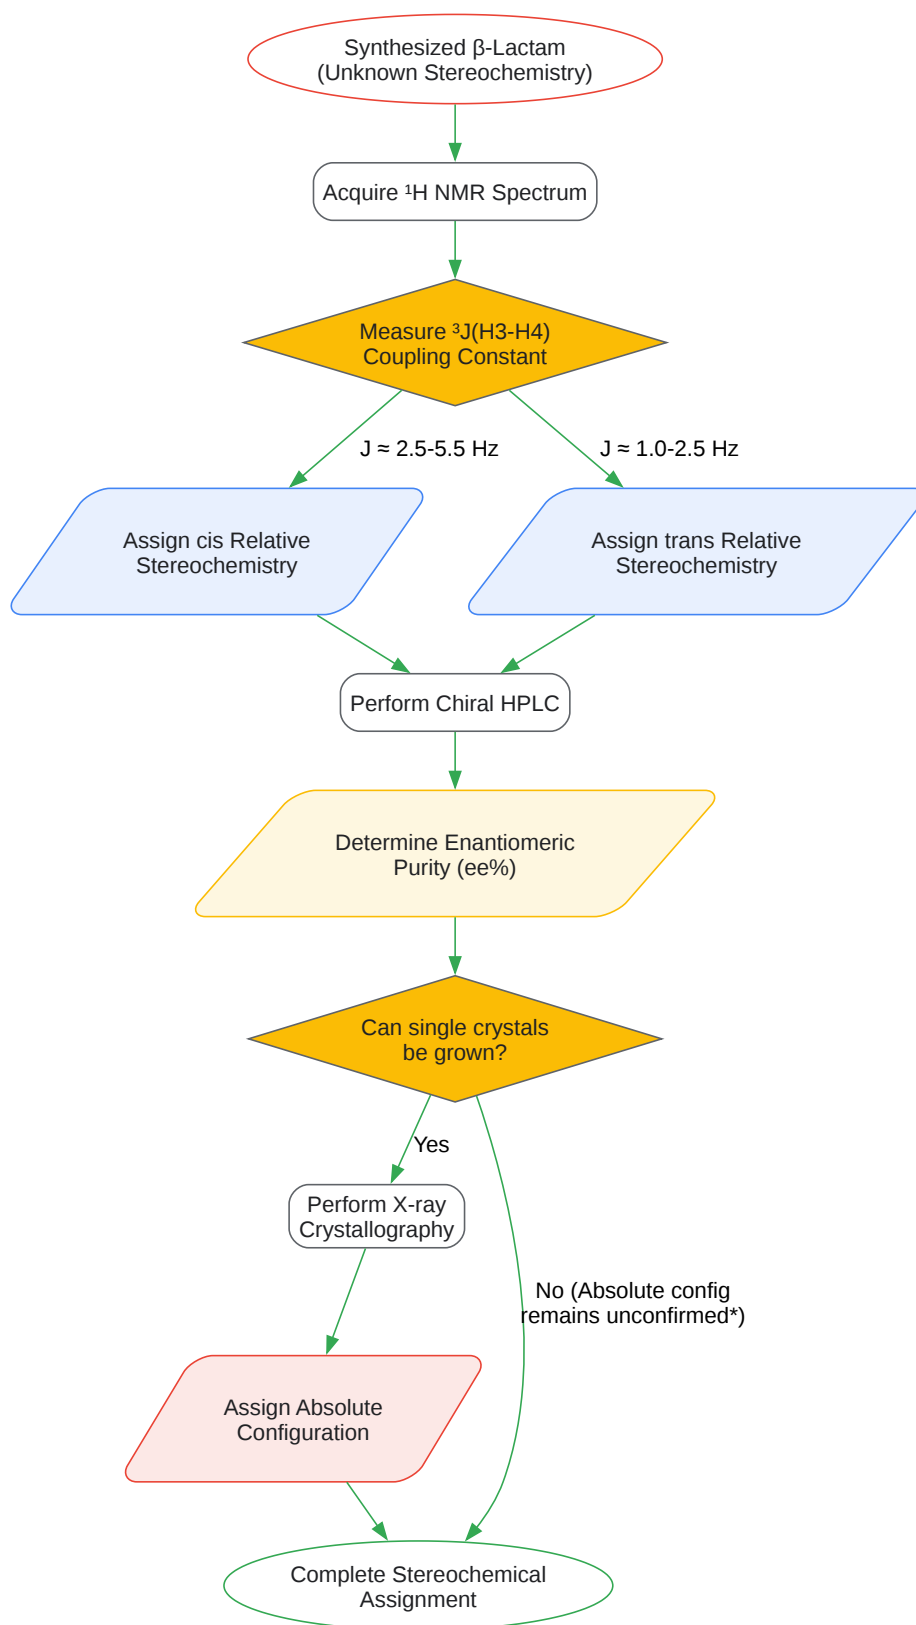 Synthesized β-Lactam
(Unknown Stereochemistry)
Acquire ¹H NMR Spectrum
Measure ³J(H3-H4)
Coupling Constant
J ≈ 2.5-5.5 Hz
J ≈ 1.0-2.5 Hz
Assign cis Relative
Stereochemistry
Assign trans Relative
Stereochemistry
Perform Chiral HPLC
Determine Enantiomeric
Purity (ee%)
Can single crystals
be grown?
Yes
Perform X-ray
Crystallography
No (Absolute config
remains unconfirmed*)
Assign Absolute
Configuration
Complete Stereochemical
Assignment